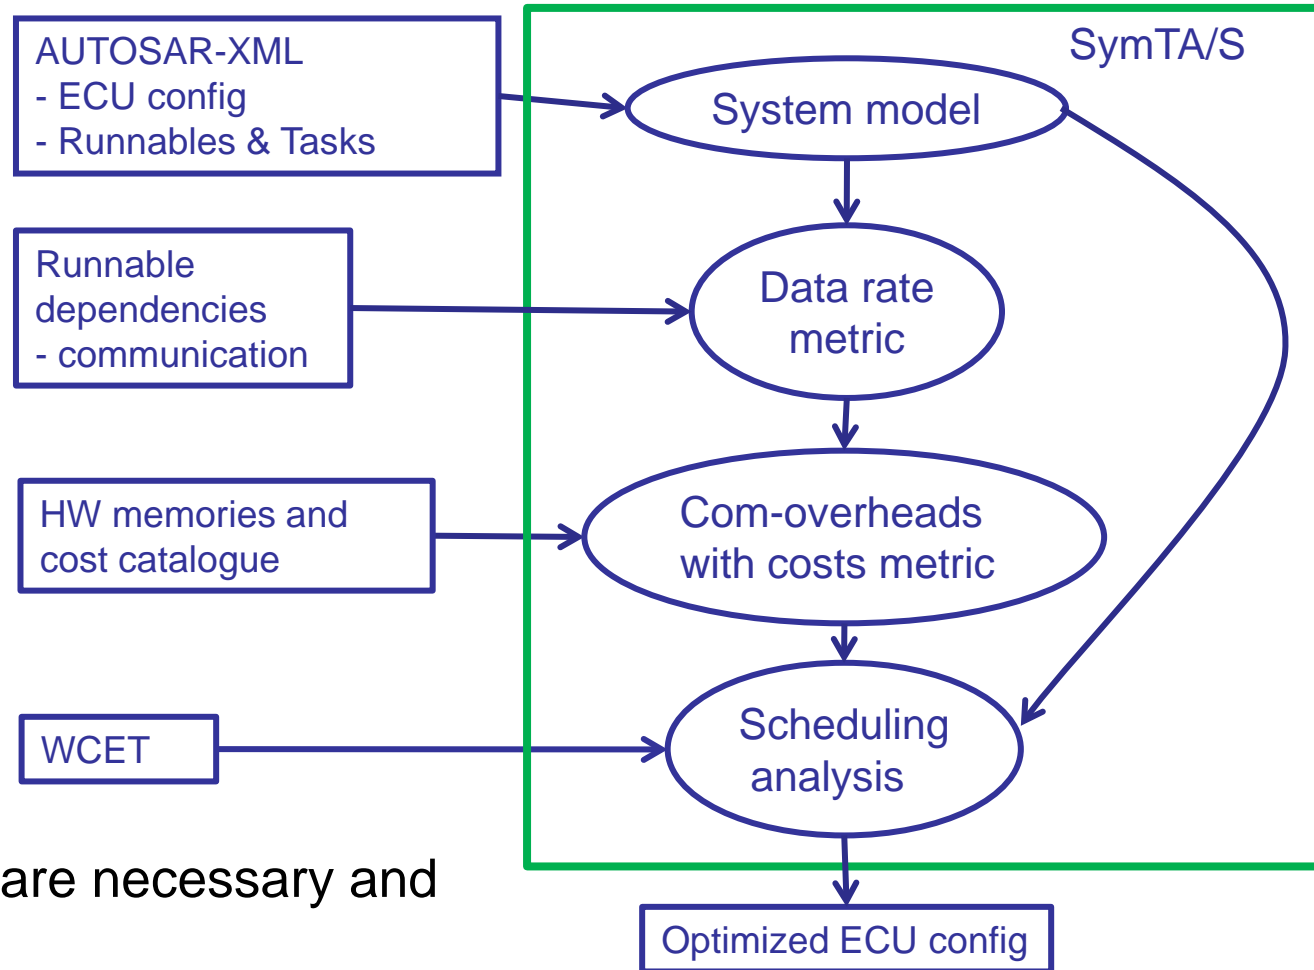 SymTA/S
AUTOSAR-XML
- ECU config
- Runnables & Tasks
System model
Runnable
dependencies
- communication
Data rate
metric
HW memories and
cost catalogue
Com-overheads
with costs metric
WCET
Scheduling
analysis
are necessary and
Optimized ECU config